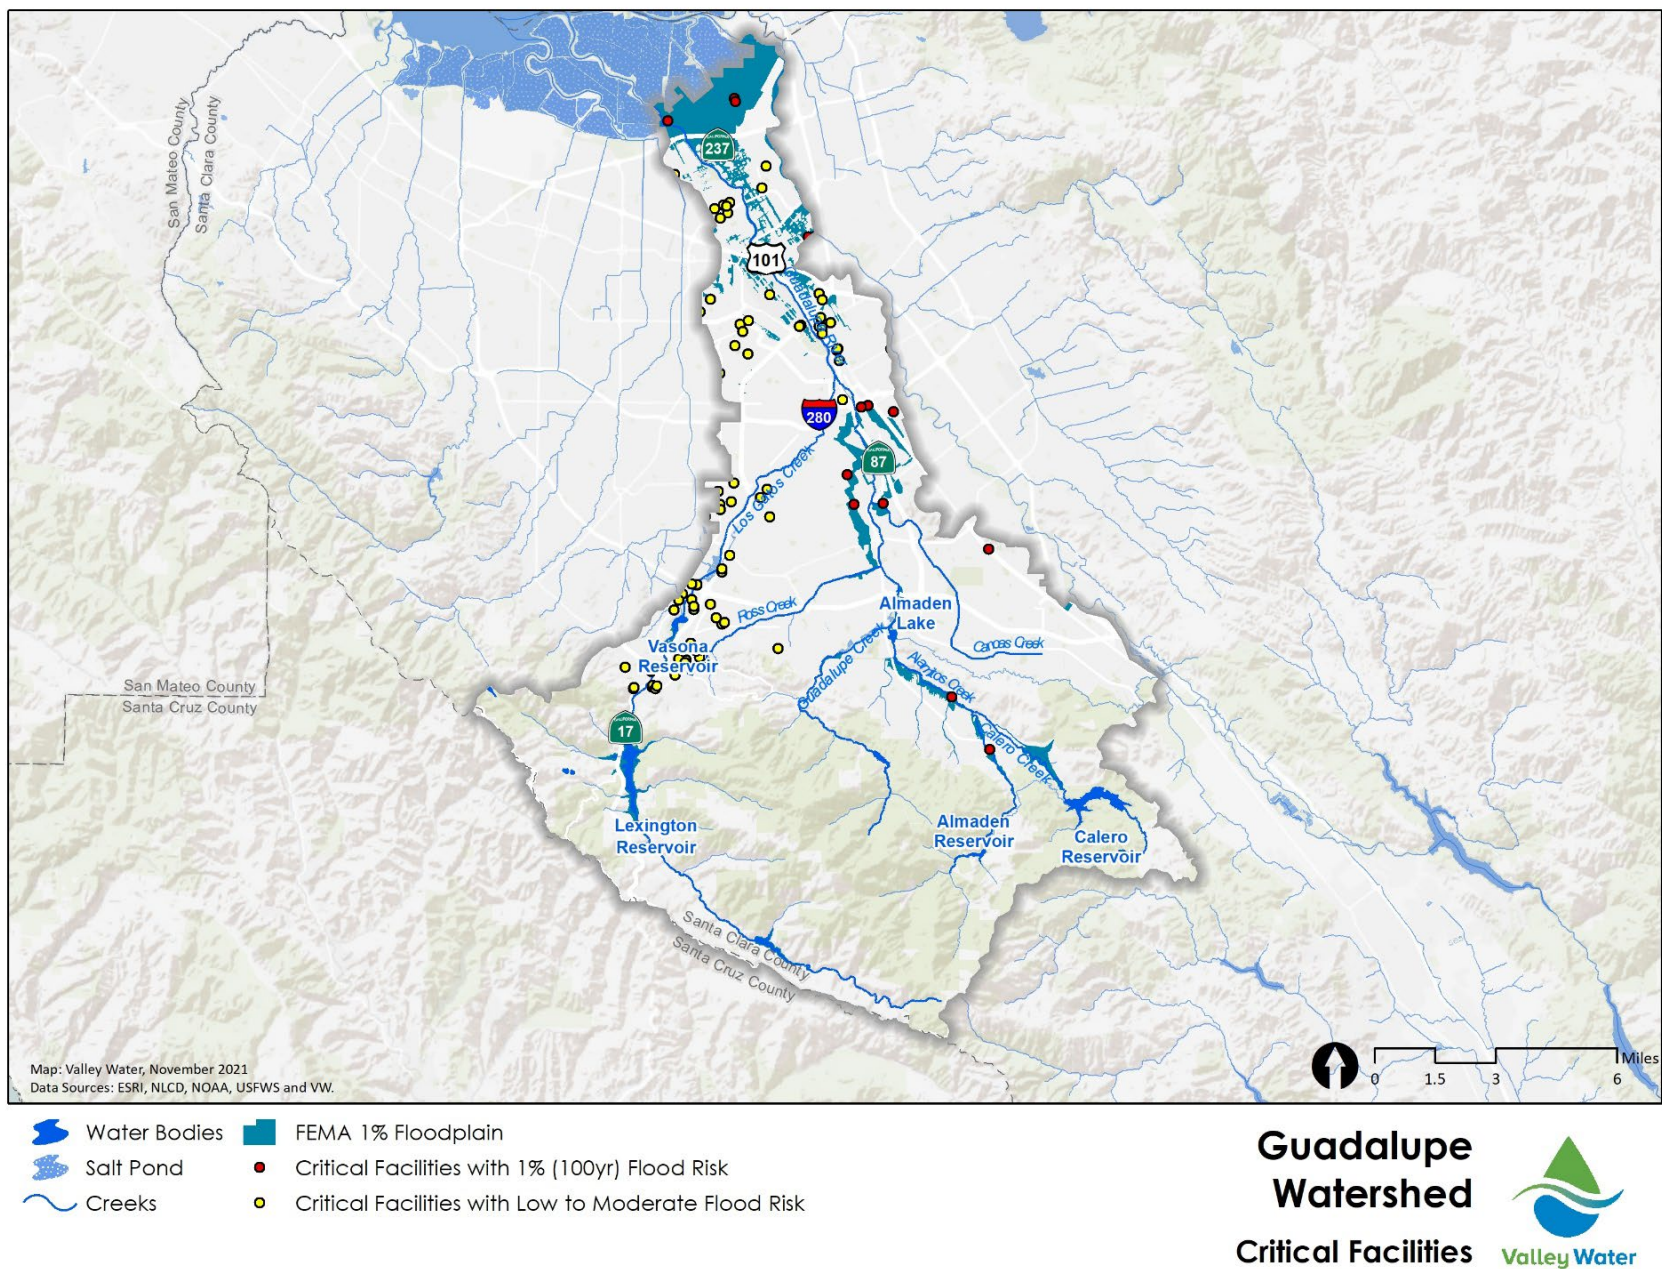 San Mateo County
Santa Clara County
237
101
Guadalupe River
280
87
Los Gatos Creek
Ross Creek
Almaden
Lake
Canoas Creek
Vasona
Reservoir
Guadalupe Creek
Alamitos Creek
San Mateo County
Santa Cruz County
17
Calero Creek
Lexington
Reservoir
Almaden
Reservoir
Calero
Reservoir
Santa Clara County
Santa Cruz County
Map: Valley Water, November 2021
Data Sources: ESRI, NLCD, NOAA, USFWS and VW.
Miles
0 1.5 3 6
Water Bodies
FEMA 1% Floodplain
Salt Pond
Critical Facilities with 1% (100yr) Flood Risk
Creeks
Critical Facilities with Low to Moderate Flood Risk
Guadalupe
Watershed
Critical Facilities
Valley Water